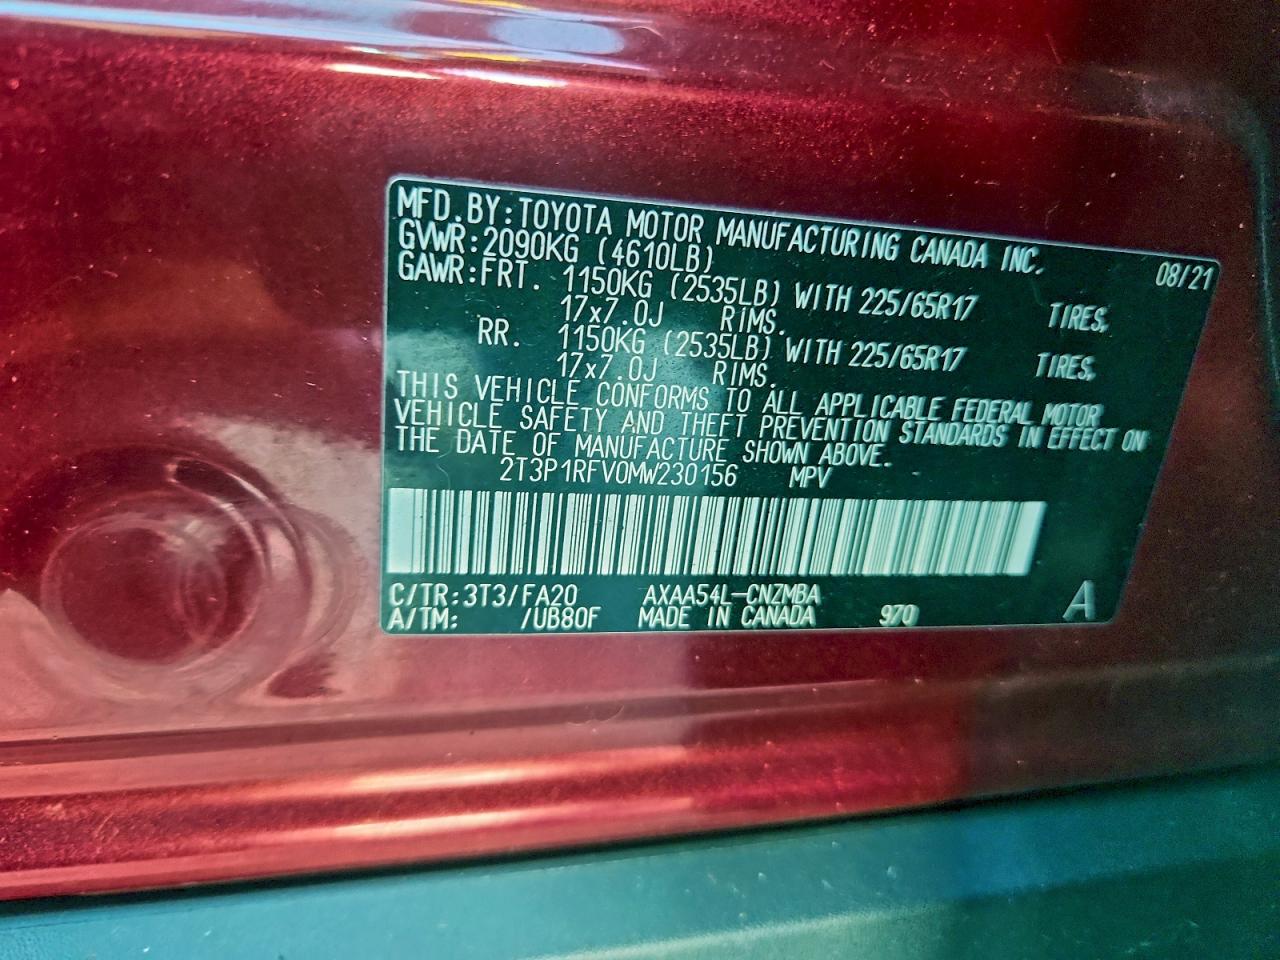 MFD.BY:TOYOTA MOTOR MANUFACTURING CANADA INC. 08/21
GVWR:2090KG (4610LB)
GAWR:FRT. 1150KG (2535LB) WITH 225/65R17 TIRES,
17x7.0J RIMS.
RR. 1150KG (2535LB) WITH 225/65R17 TIRES,
17x7.0J RIMS.
THIS VEHICLE CONFORMS TO ALL APPLICABLE FEDERAL MOTOR
VEHICLE SAFETY AND THEFT PREVENTION STANDARDS IN EFFECT ON
THE DATE OF MANUFACTURE SHOWN ABOVE.
2T3P1RFV0MW230156 MPV
C/TR:3T3/FA20 AXAA54L-CNZMBA
A/TM: /UB80F MADE IN CANADA 970 A